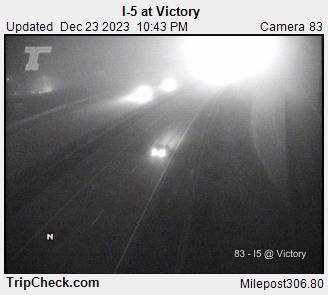 I-5 at Victory
Updated Dec 23 2023 10:43 PM Camera 83
N
83 - I5 @ Victory
TripCheck.com Milepost306.80